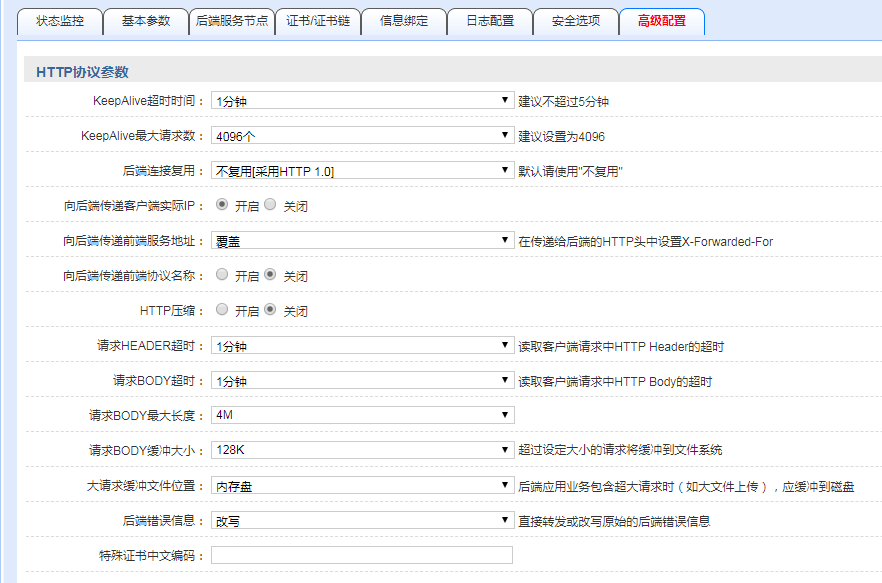 状态监控 基本参数 后端服务节点 证书/证书链 信息绑定 日志配置 安全选项 高级配置
HTTP协议参数
KeepAlive超时时间： 1分钟 建议不超过5分钟
KeepAlive最大请求数： 4096个 建议设置为4096
后端连接复用： 不复用[采用HTTP 1.0] 默认请使用"不复用"
向后端传递客户端实际IP： 开启 关闭
向后端传递前端服务地址： 覆盖 在传递给后端的HTTP头中设置X-Forwarded-For
向后端传递前端协议名称： 开启 关闭
HTTP压缩： 开启 关闭
请求HEADER超时： 1分钟 读取客户端请求中HTTP Header的超时
请求BODY超时： 1分钟 读取客户端请求中HTTP Body的超时
请求BODY最大长度： 4M
请求BODY缓冲大小： 128K 超过设定大小的请求将缓冲到文件系统
大请求缓冲文件位置： 内存盘 后端应用业务包含超大请求时（如大文件上传），应缓冲到磁盘
后端错误信息： 改写 直接转发或改写原始的后端错误信息
特殊证书中文编码：